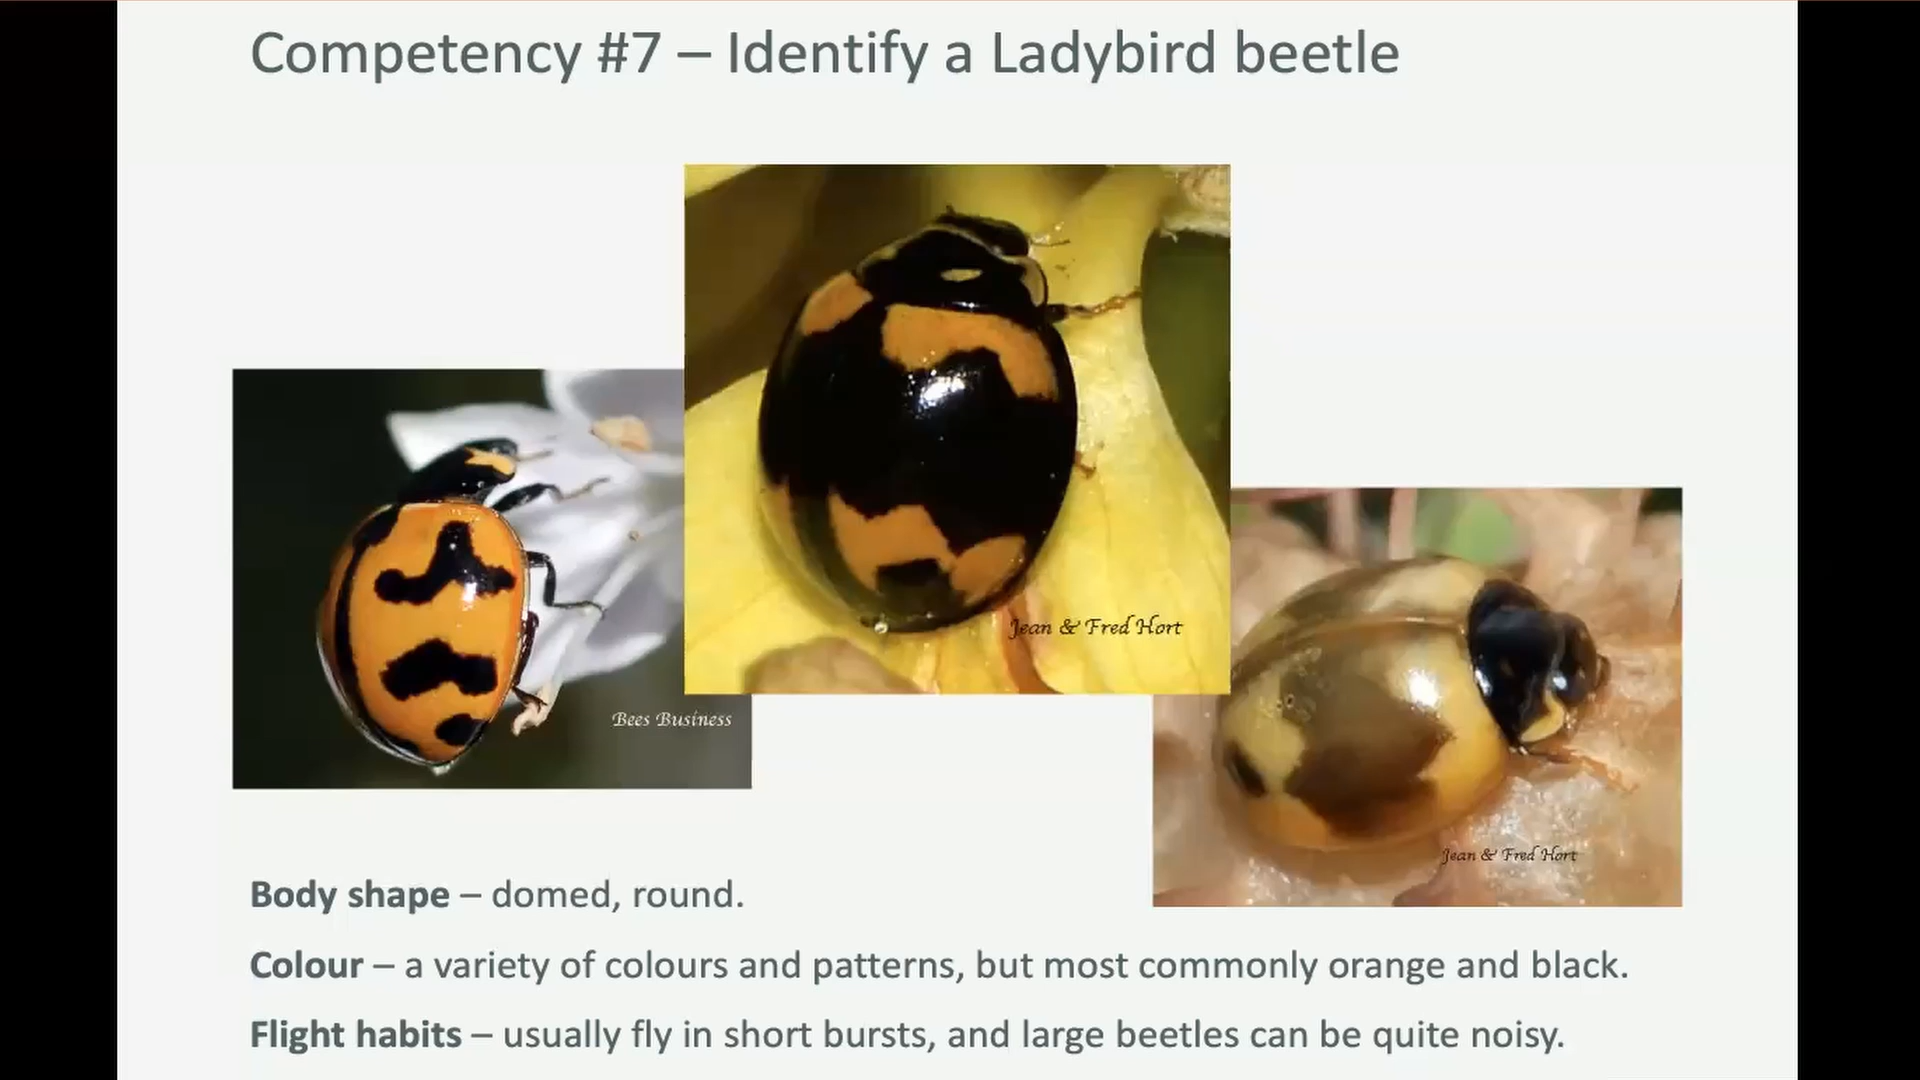 Competency #7 – Identify a Ladybird beetle
Bees Business
Jean & Fred Hort
Jean & Fred Hort
Body shape – domed, round.
Colour – a variety of colours and patterns, but most commonly orange and black.
Flight habits – usually fly in short bursts, and large beetles can be quite noisy.